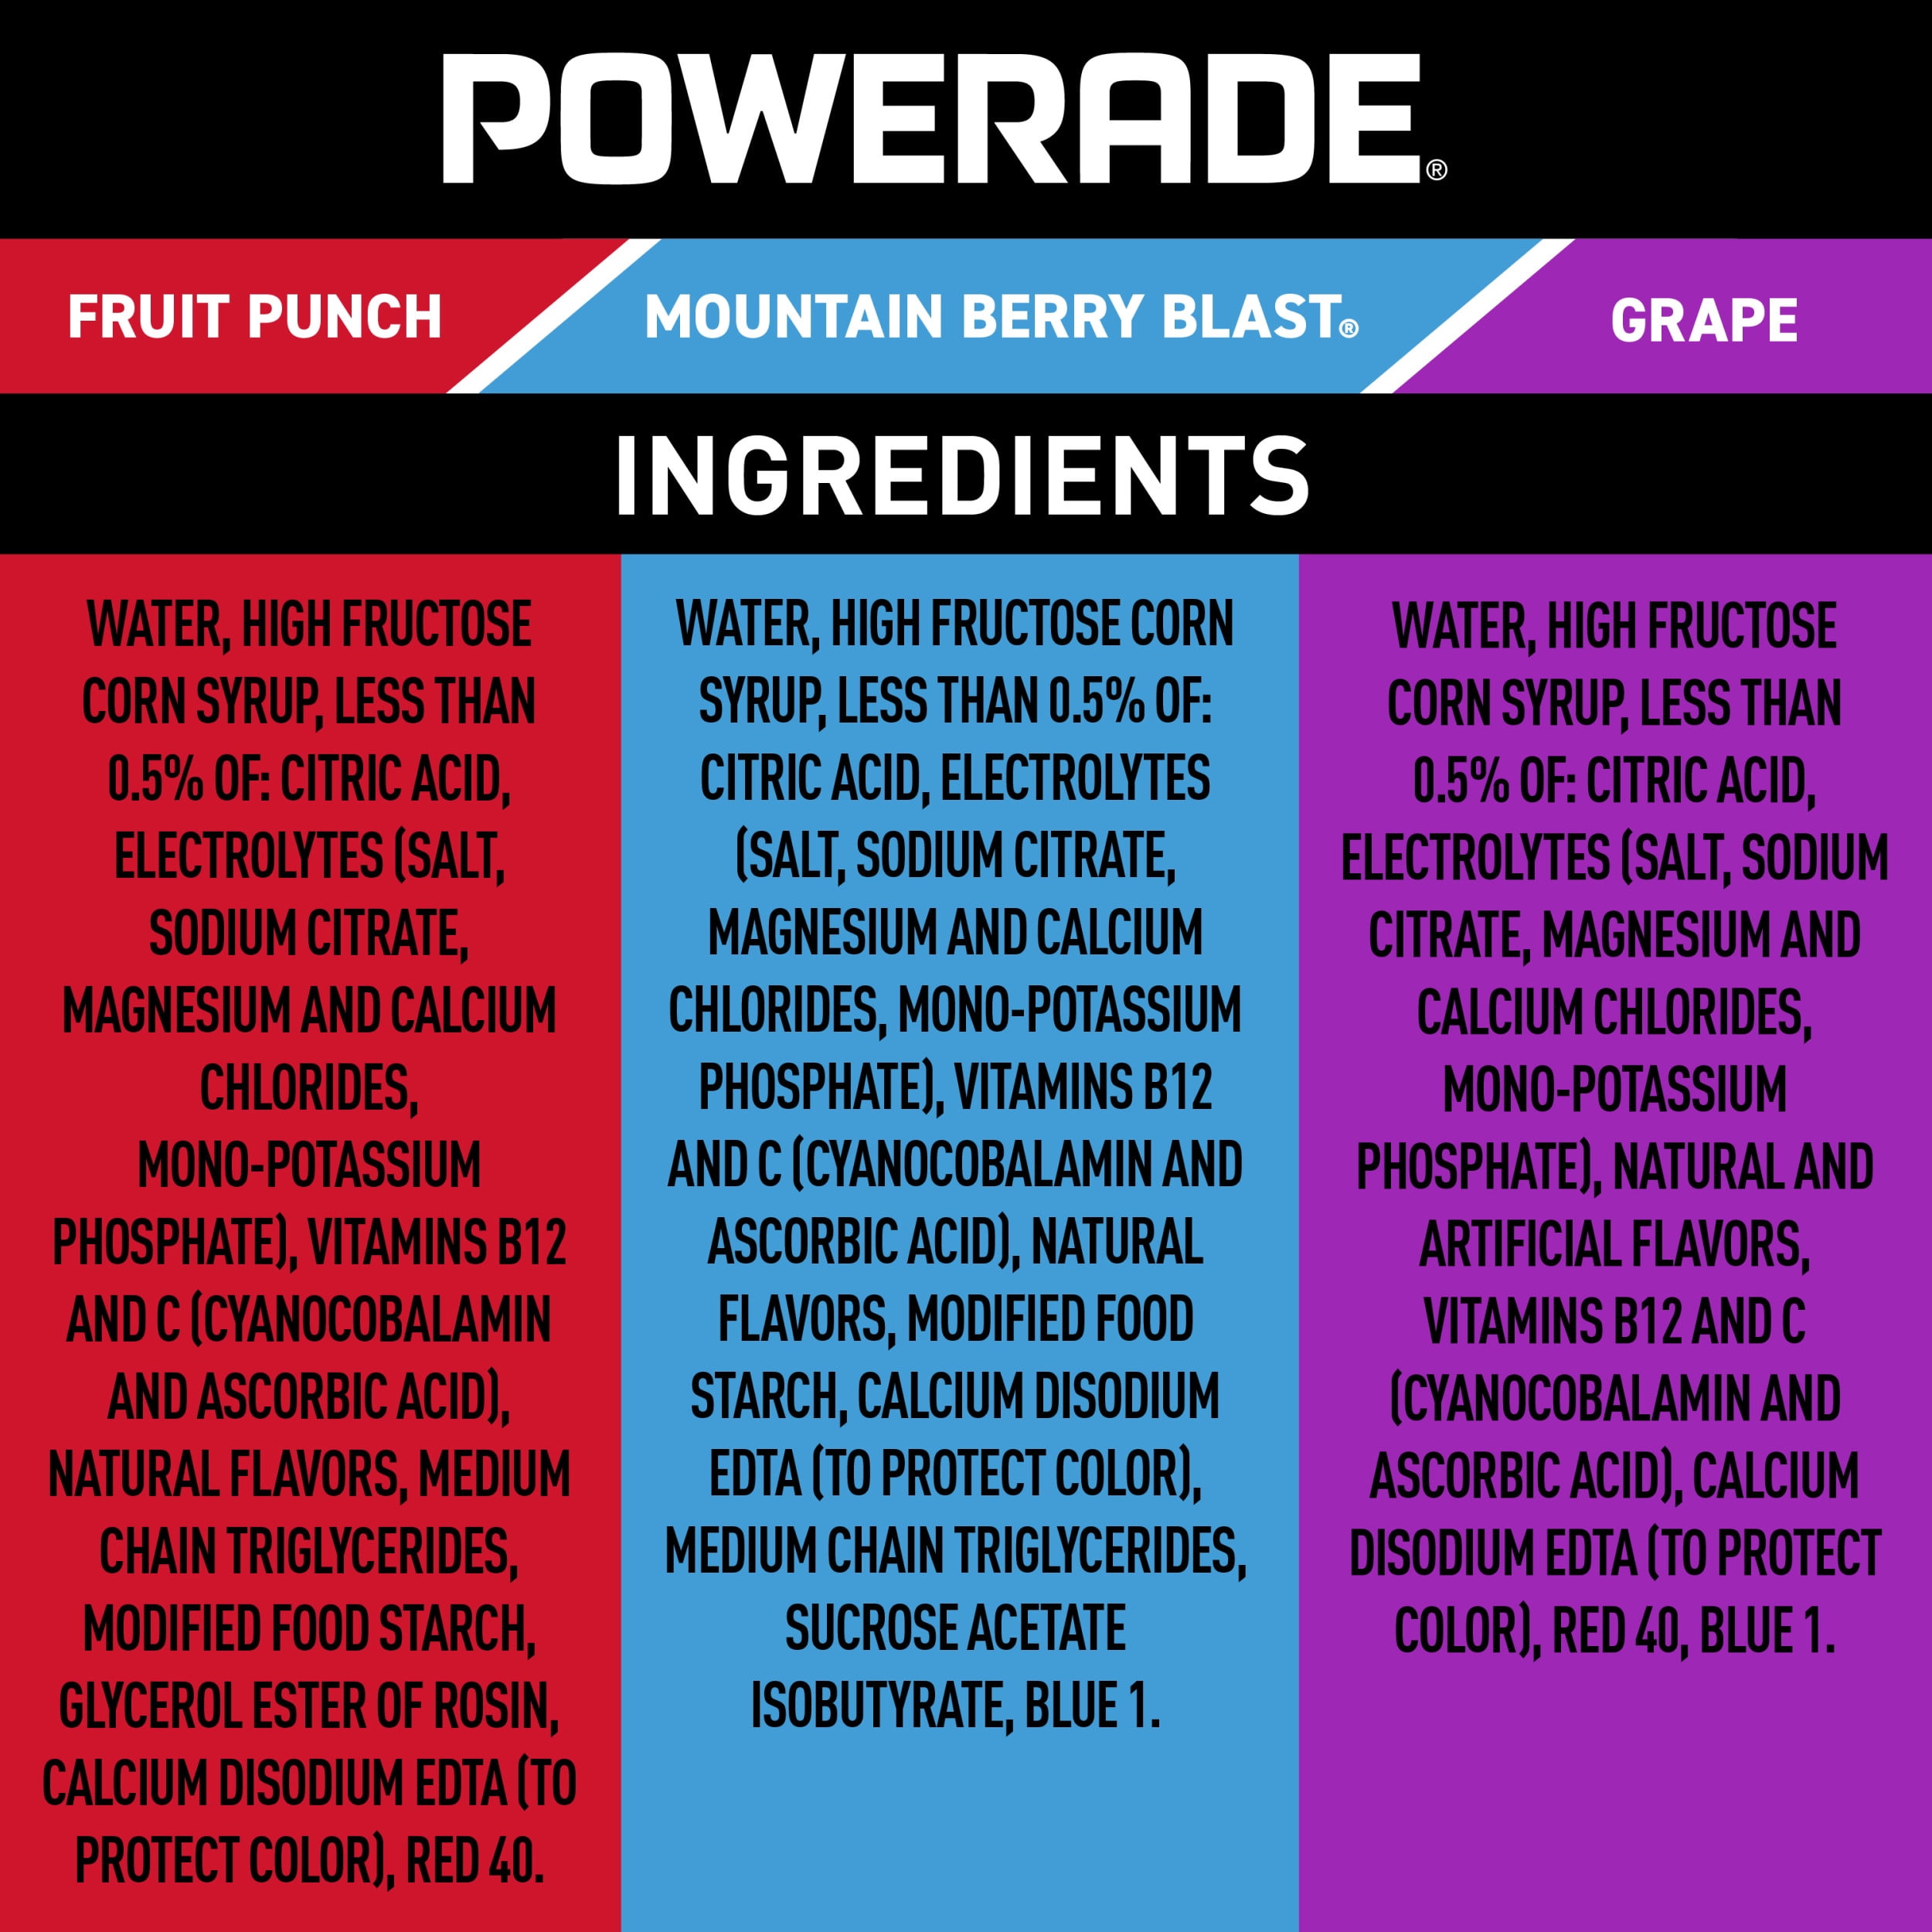 POWERADE®
FRUIT PUNCH
MOUNTAIN BERRY BLAST®
GRAPE
INGREDIENTS
WATER, HIGH FRUCTOSE
CORN SYRUP, LESS THAN
0.5% OF: CITRIC ACID,
ELECTROLYTES (SALT,
SODIUM CITRATE,
MAGNESIUM AND CALCIUM
CHLORIDES,
MONO-POTASSIUM
PHOSPHATE), VITAMINS B12
AND C (CYANOCOBALAMIN
AND ASCORBIC ACID),
NATURAL FLAVORS, MEDIUM
CHAIN TRIGLYCERIDES,
MODIFIED FOOD STARCH,
GLYCEROL ESTER OF ROSIN,
CALCIUM DISODIUM EDTA (TO
PROTECT COLOR), RED 40.
WATER, HIGH FRUCTOSE CORN
SYRUP, LESS THAN 0.5% OF:
CITRIC ACID, ELECTROLYTES
(SALT, SODIUM CITRATE,
MAGNESIUM AND CALCIUM
CHLORIDES, MONO-POTASSIUM
PHOSPHATE), VITAMINS B12
AND C (CYANOCOBALAMIN AND
ASCORBIC ACID), NATURAL
FLAVORS, MODIFIED FOOD
STARCH, CALCIUM DISODIUM
EDTA (TO PROTECT COLOR),
MEDIUM CHAIN TRIGLYCERIDES,
SUCROSE ACETATE
ISOBUTYRATE, BLUE 1.
WATER, HIGH FRUCTOSE
CORN SYRUP, LESS THAN
0.5% OF: CITRIC ACID,
ELECTROLYTES (SALT, SODIUM
CITRATE, MAGNESIUM AND
CALCIUM CHLORIDES,
MONO-POTASSIUM
PHOSPHATE), NATURAL AND
ARTIFICIAL FLAVORS,
VITAMINS B12 AND C
(CYANOCOBALAMIN AND
ASCORBIC ACID), CALCIUM
DISODIUM EDTA (TO PROTECT
COLOR), RED 40, BLUE 1.